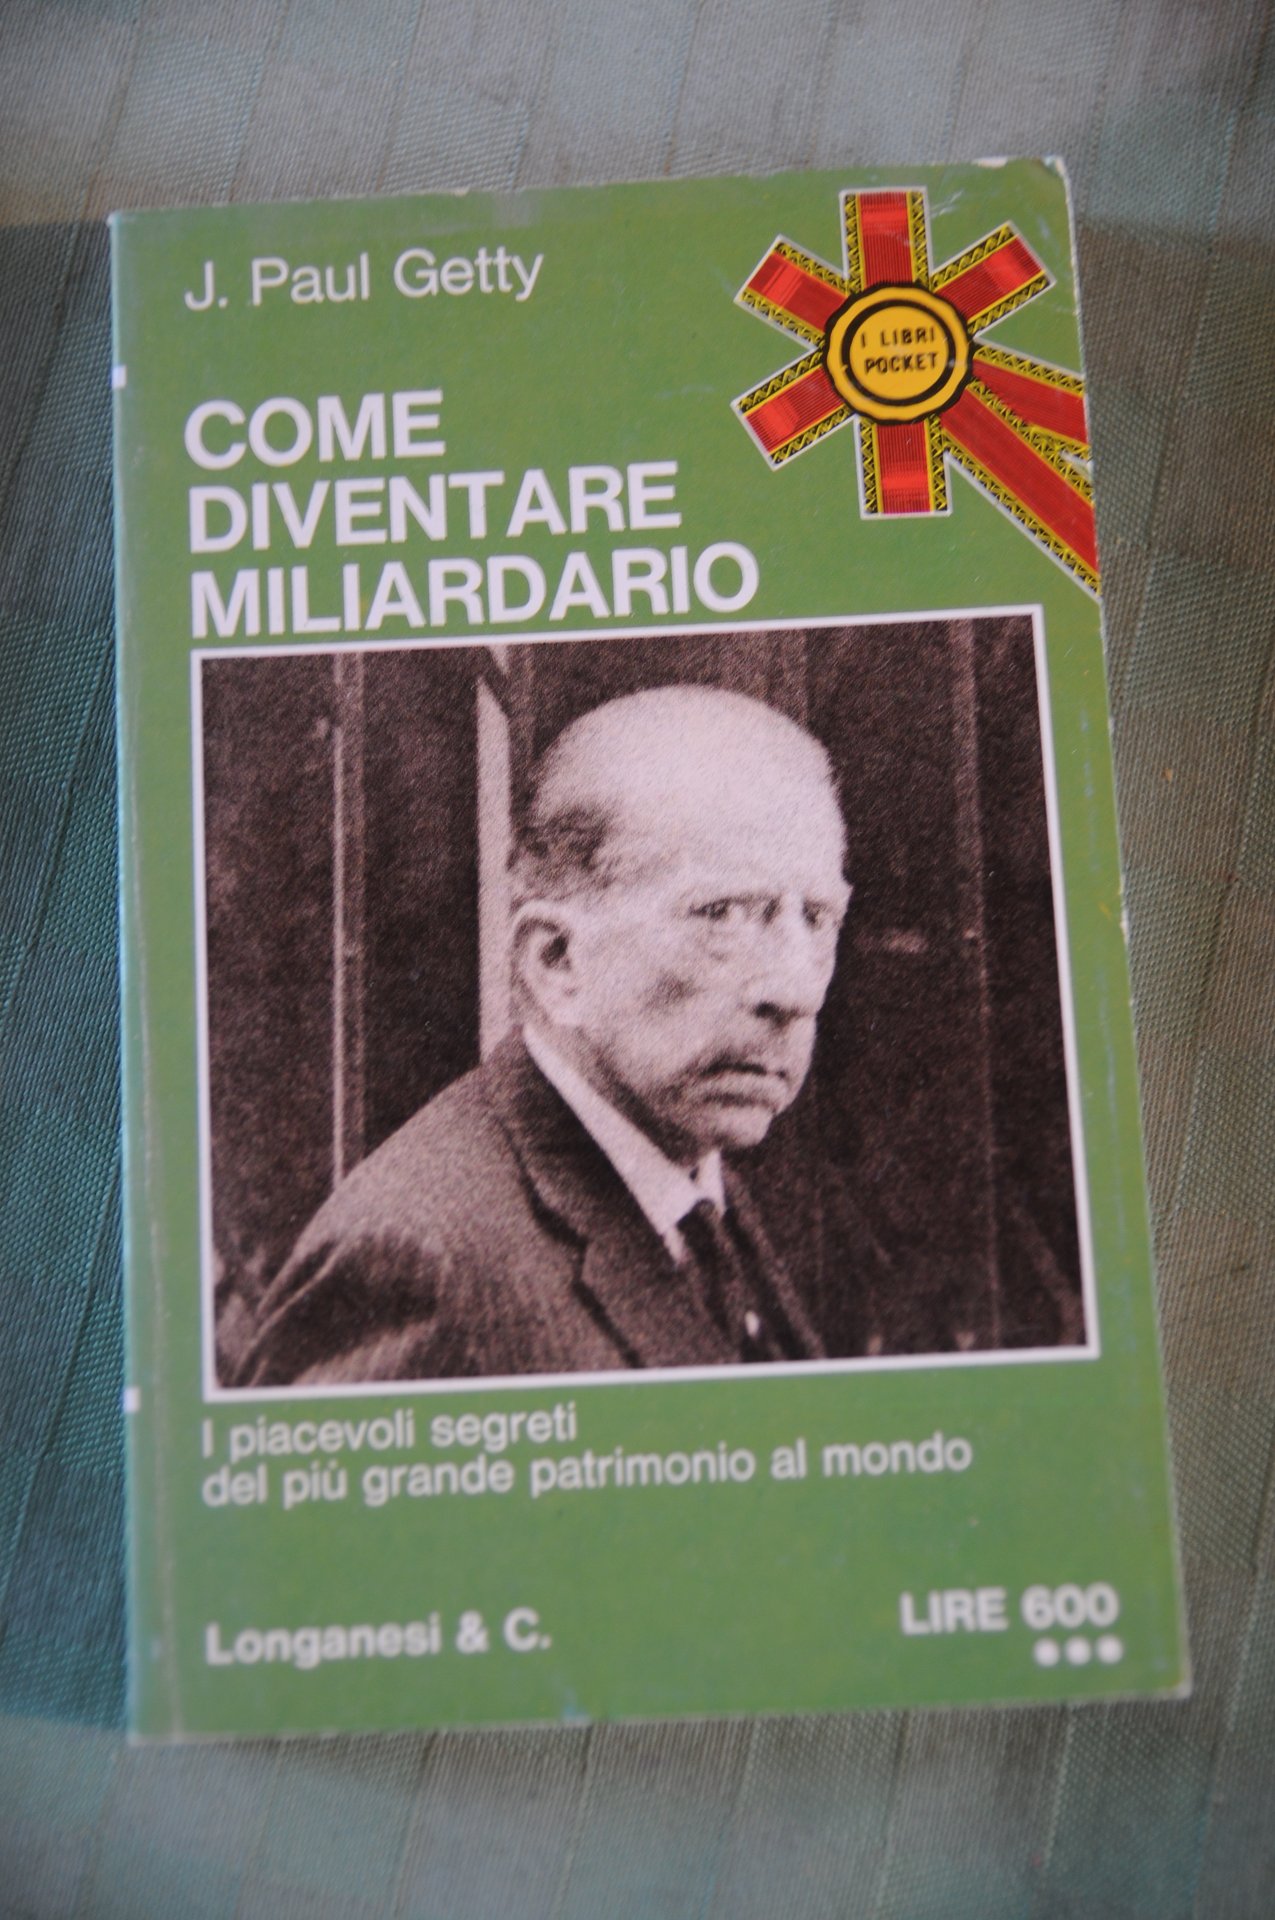 J. Paul Getty
I LIBRI
POCKET
COME
DIVENTARE
MILIARDARIO
I piacevoli segreti
del più grande patrimonio al mondo
Longanesi & C.
LIRE 600